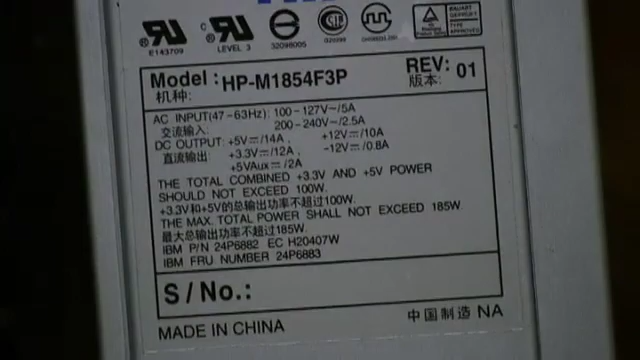 E143709
LEVEL 3
Model : HP-M1854F3P
REV: 01
机种:
版本:
AC INPUT(47-63Hz): 100-127V~/5A
交流输入: 200-240V~/2.5A
DC OUTPUT: +5V⎓/14A , +12V⎓/10A
直流输出: +3.3V⎓/12A , -12V⎓/0.8A
+5VAux⎓/2A
THE TOTAL COMBINED +3.3V AND +5V POWER
SHOULD NOT EXCEED 100W.
+3.3V和+5V的总输出功率不超过100W.
THE MAX. TOTAL POWER SHALL NOT EXCEED 185W
最大总输出功率不超过185W
IBM P/N 24P6882 EC H20407W
IBM FRU NUMBER 24P6883
S / No.:
MADE IN CHINA
中国制造 NA